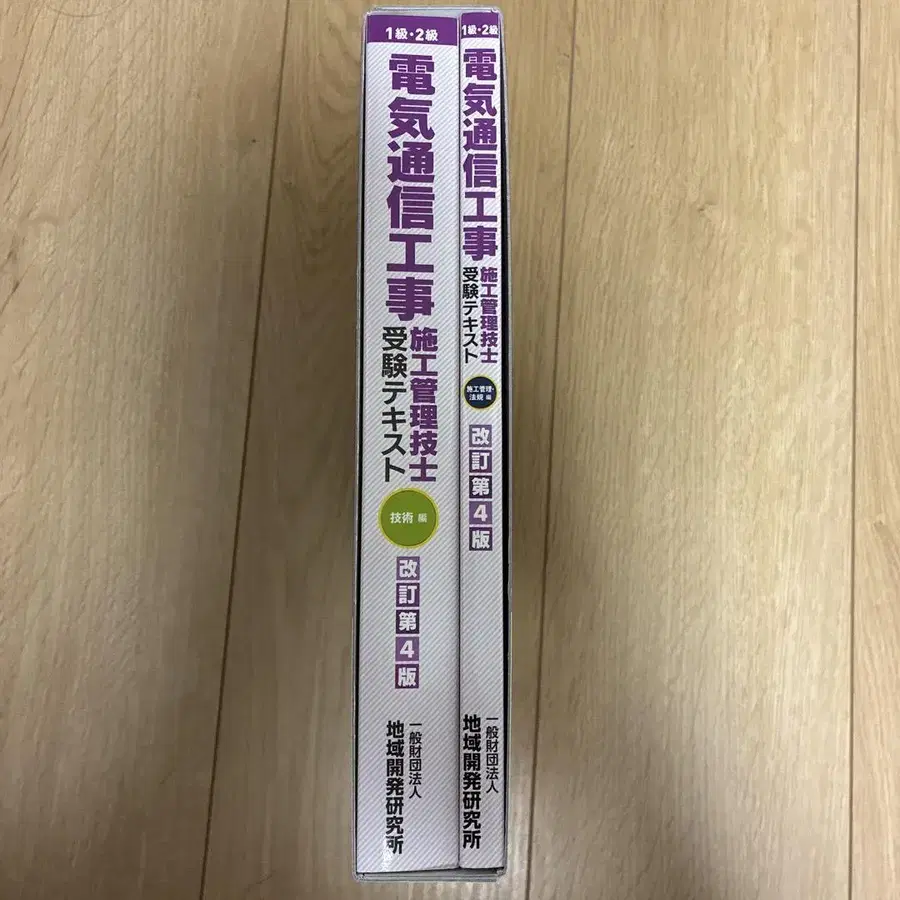 1級・2級
電気通信工事
施工管理技士
受験テキスト
技術 編
改訂第4版
一般財団法人
地域開発研究所
1級・2級
電気通信工事
施工管理技士
受験テキスト
施工管理・
法規 編
改訂第4版
一般財団法人
地域開発研究所